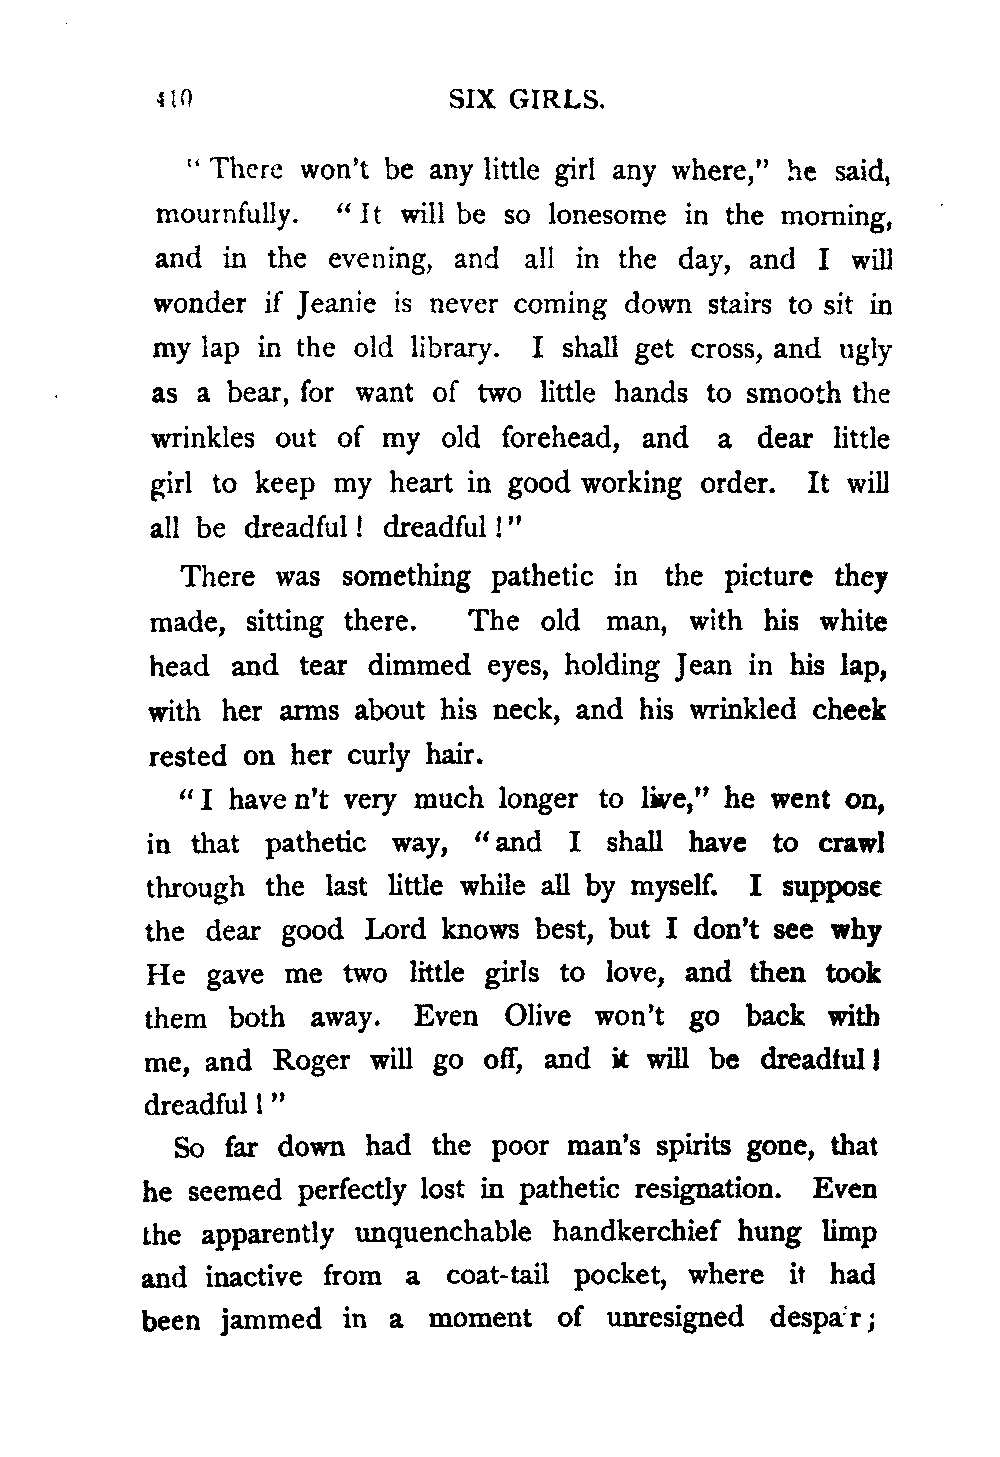 410 SIX GIRLS.
"There won't be any little girl any where," he said,
mournfully. "It will be so lonesome in the morning,
and in the evening, and all in the day, and I will
wonder if Jeanie is never coming down stairs to sit in
my lap in the old library. I shall get cross, and ugly
as a bear, for want of two little hands to smooth the
wrinkles out of my old forehead, and a dear little
girl to keep my heart in good working order. It will
all be dreadful! dreadful!"
There was something pathetic in the picture they
made, sitting there. The old man, with his white
head and tear dimmed eyes, holding Jean in his lap,
with her arms about his neck, and his wrinkled cheek
rested on her curly hair.
"I have n't very much longer to live," he went on,
in that pathetic way, "and I shall have to crawl
through the last little while all by myself. I suppose
the dear good Lord knows best, but I don't see why
He gave me two little girls to love, and then took
them both away. Even Olive won't go back with
me, and Roger will go off, and it will be dreadful!
dreadful!"
So far down had the poor man's spirits gone, that
he seemed perfectly lost in pathetic resignation. Even
the apparently unquenchable handkerchief hung limp
and inactive from a coat-tail pocket, where it had
been jammed in a moment of unresigned despair;